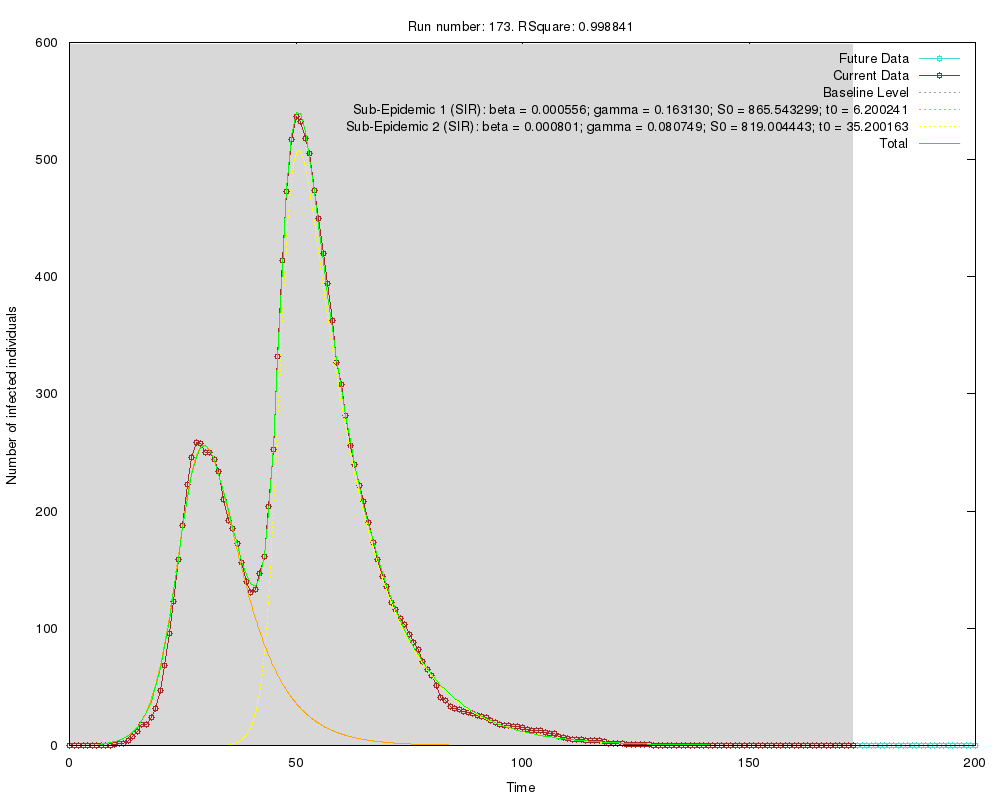 Run number: 173. RSquare: 0.998841
600
500
400
300
200
100
0
0
50
100
150
200
Number of infected individuals
Time
Future Data
Current Data
Baseline Level
Sub-Epidemic 1 (SIR): beta = 0.000556; gamma = 0.163130; S0 = 865.543299; t0 = 6.200241
Sub-Epidemic 2 (SIR): beta = 0.000801; gamma = 0.080749; S0 = 819.004443; t0 = 35.200163
Total